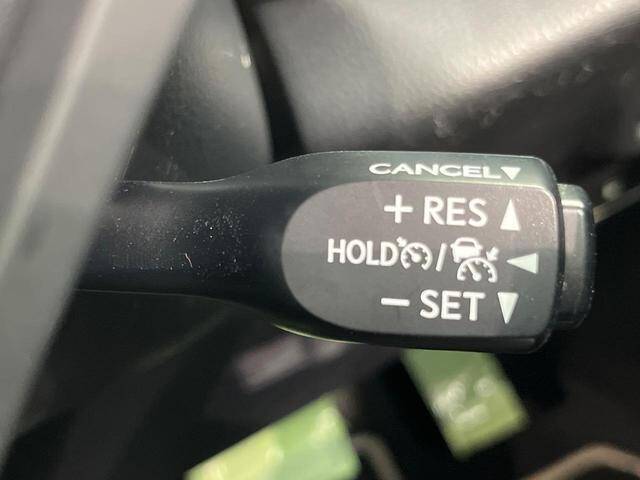 CANCEL
+ RES
HOLD /
− SET